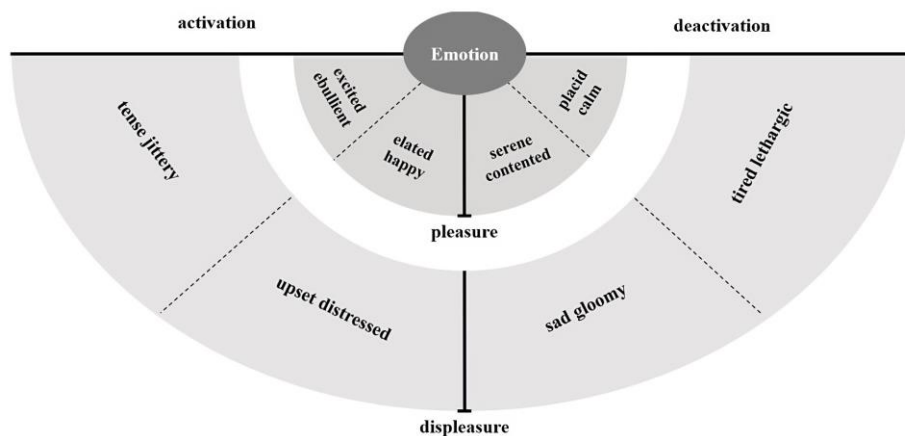 activation
deactivation
Emotion
excited
ebullient
placid
calm
tense jittery
elated
happy
serene
contented
tired lethargic
pleasure
upset distressed
sad gloomy
displeasure